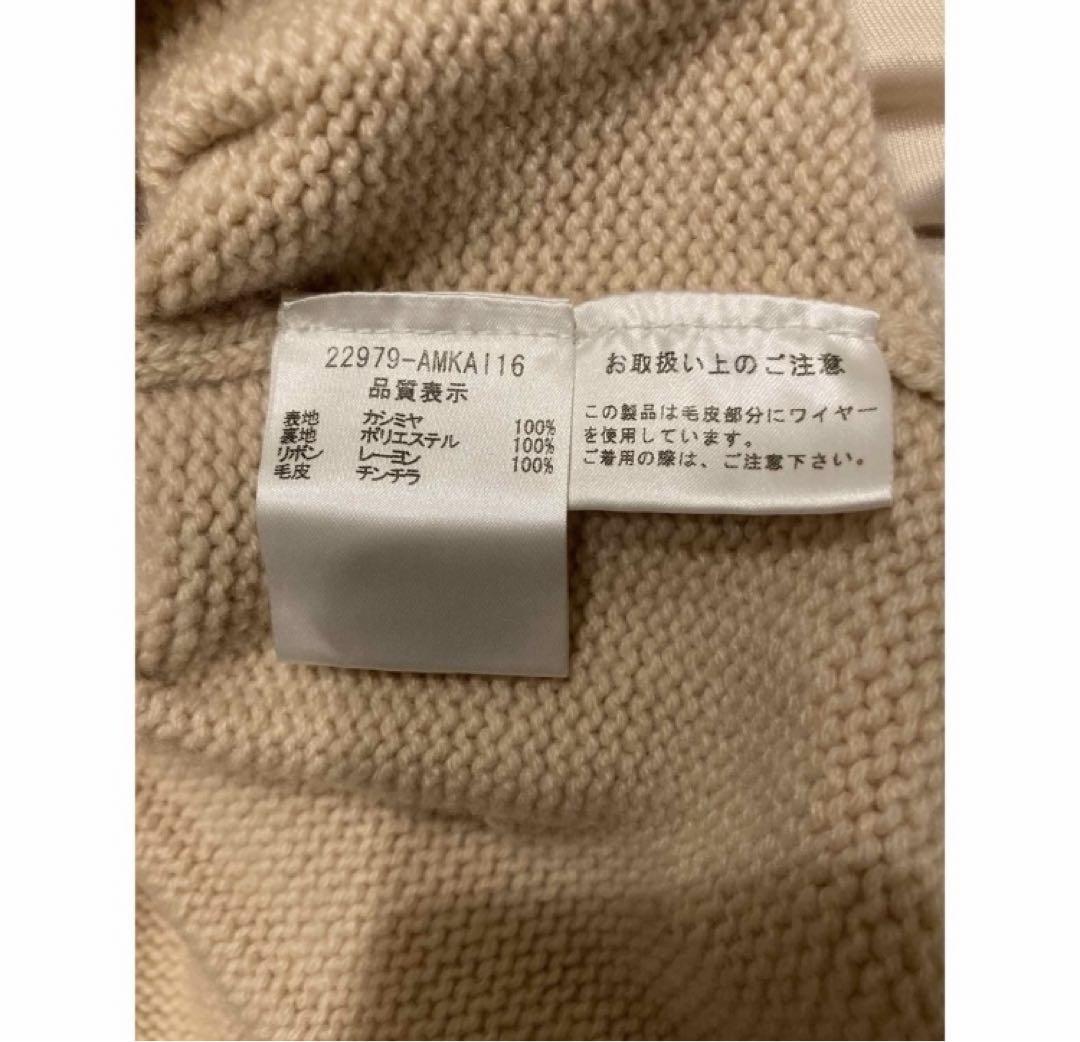 22979-AMKAI16
品質表示
表地 カシミヤ 100%
裏地 ポリエステル 100%
リボン レーヨン 100%
毛皮 チンチラ
お取扱い上のご注意
この製品は毛皮部分にワイヤー
を使用しています。
ご着用の際は、ご注意下さい。